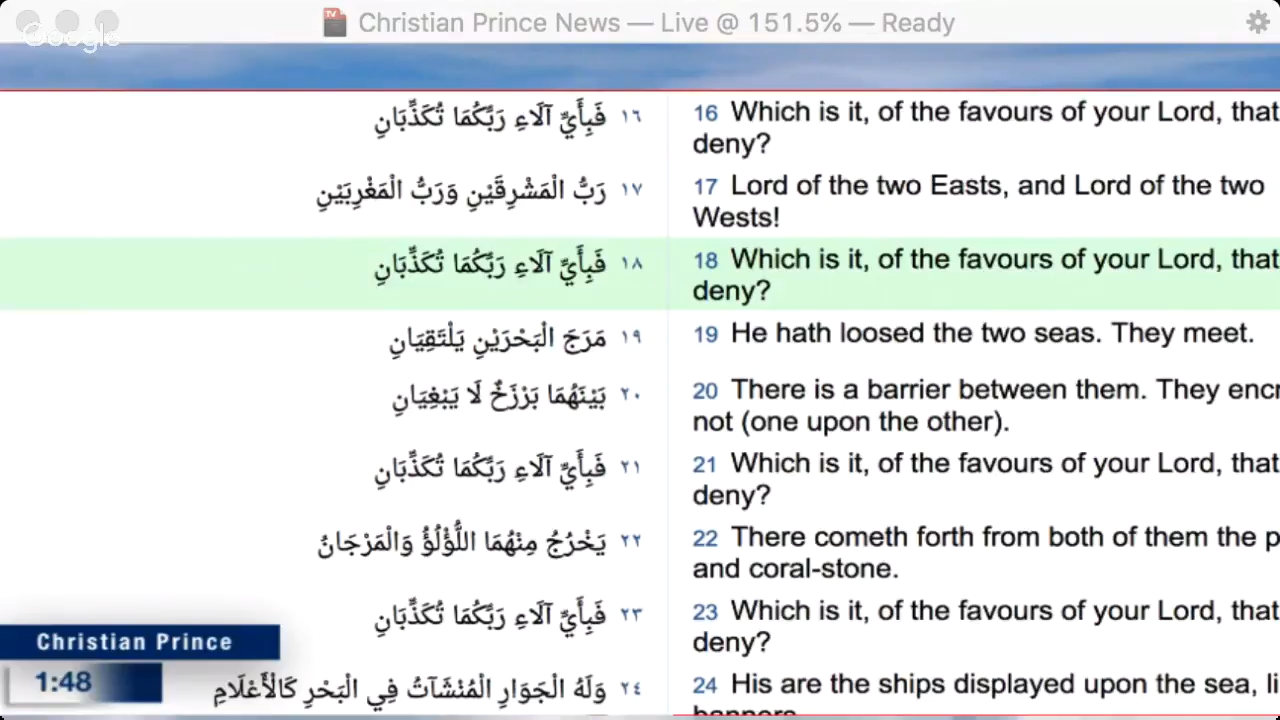 Christian Prince News — Live @ 151.5% — Ready
Google
١٦ فَبِأَيِّ آلَاءِ رَبِّكُمَا تُكَذِّبَانِ
16 Which is it, of the favours of your Lord, that
deny?
١٧ رَبُّ الْمَشْرِقَيْنِ وَرَبُّ الْمَغْرِبَيْنِ
17 Lord of the two Easts, and Lord of the two
Wests!
١٨ فَبِأَيِّ آلَاءِ رَبِّكُمَا تُكَذِّبَانِ
18 Which is it, of the favours of your Lord, that
deny?
١٩ مَرَجَ الْبَحْرَيْنِ يَلْتَقِيَانِ
19 He hath loosed the two seas. They meet.
٢٠ بَيْنَهُمَا بَرْزَخٌ لَا يَبْغِيَانِ
20 There is a barrier between them. They
not (one upon the other).
٢١ فَبِأَيِّ آلَاءِ رَبِّكُمَا تُكَذِّبَانِ
21 Which is it, of the favours of your Lord, that
deny?
٢٢ يَخْرُجُ مِنْهُمَا اللُّؤْلُؤُ وَالْمَرْجَانُ
22 There cometh forth from both of them the
and coral-stone.
٢٣ فَبِأَيِّ آلَاءِ رَبِّكُمَا تُكَذِّبَانِ
23 Which is it, of the favours of your Lord, that
deny?
٢٤ وَلَهُ الْجَوَارِ الْمُنْشَآتُ فِي الْبَحْرِ كَالْأَعْلَامِ
24 His are the ships displayed upon the sea,
Christian Prince
1:48